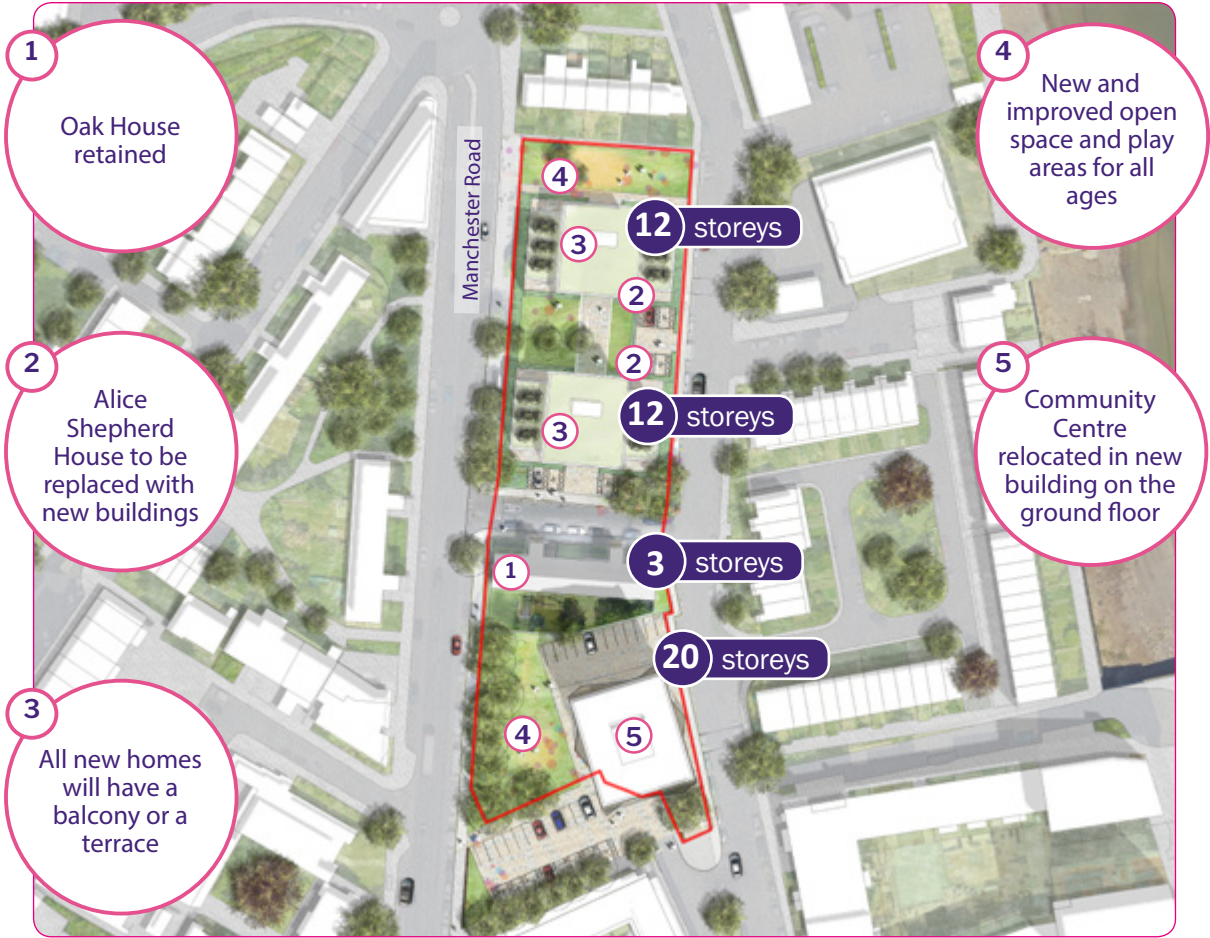 1
Oak House
retained
2
Alice
Shepherd
House to be
replaced with
new buildings
3
All new homes
will have a
balcony or a
terrace
Manchester Road
4
3
12 storeys
2
2
12 storeys
3
1
3 storeys
20 storeys
4
5
4
New and
improved open
space and play
areas for all
ages
5
Community
Centre
relocated in new
building on the
ground floor